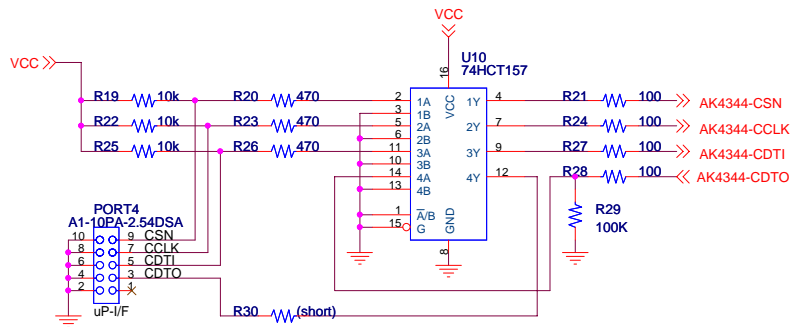 VCC
U10
74HCT157
VCC
16
R19 10k R20 470 2 1A VCC 1Y 4 R21 100 AK4344-CSN
3 1B
R22 10k R23 470 5 2A 2Y 7 R24 100 AK4344-CCLK
6 2B
R25 10k R26 470 11 3A 3Y 9 R27 100 AK4344-CDTI
10 3B
14 4A 4Y 12 R28 100 AK4344-CDTO
13 4B
PORT4
A1-10PA-2.54DSA
1 A/B GND
15 G
R29
100K
8
10 9 CSN
8 7 CCLK
6 5 CDTI
4 3 CDTO
2 1
uP-I/F
R30 (short)